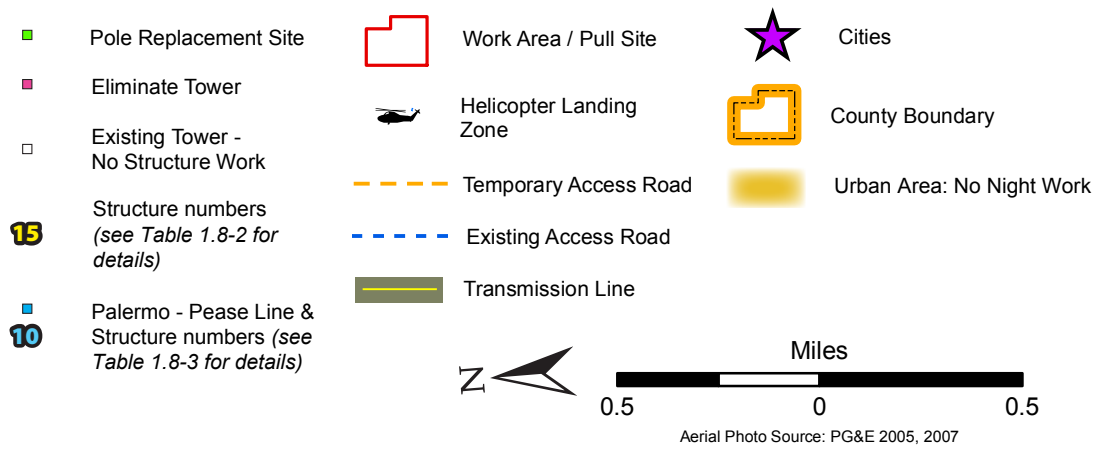 Pole Replacement Site
Eliminate Tower
Existing Tower -
No Structure Work
15
Structure numbers
(see Table 1.8-2 for
details)
10
Palermo - Pease Line &
Structure numbers (see
Table 1.8-3 for details)
Work Area / Pull Site
Helicopter Landing
Zone
Temporary Access Road
Existing Access Road
Transmission Line
Cities
County Boundary
Urban Area: No Night Work
N
Miles
0.5 0 0.5
Aerial Photo Source: PG&E 2005, 2007